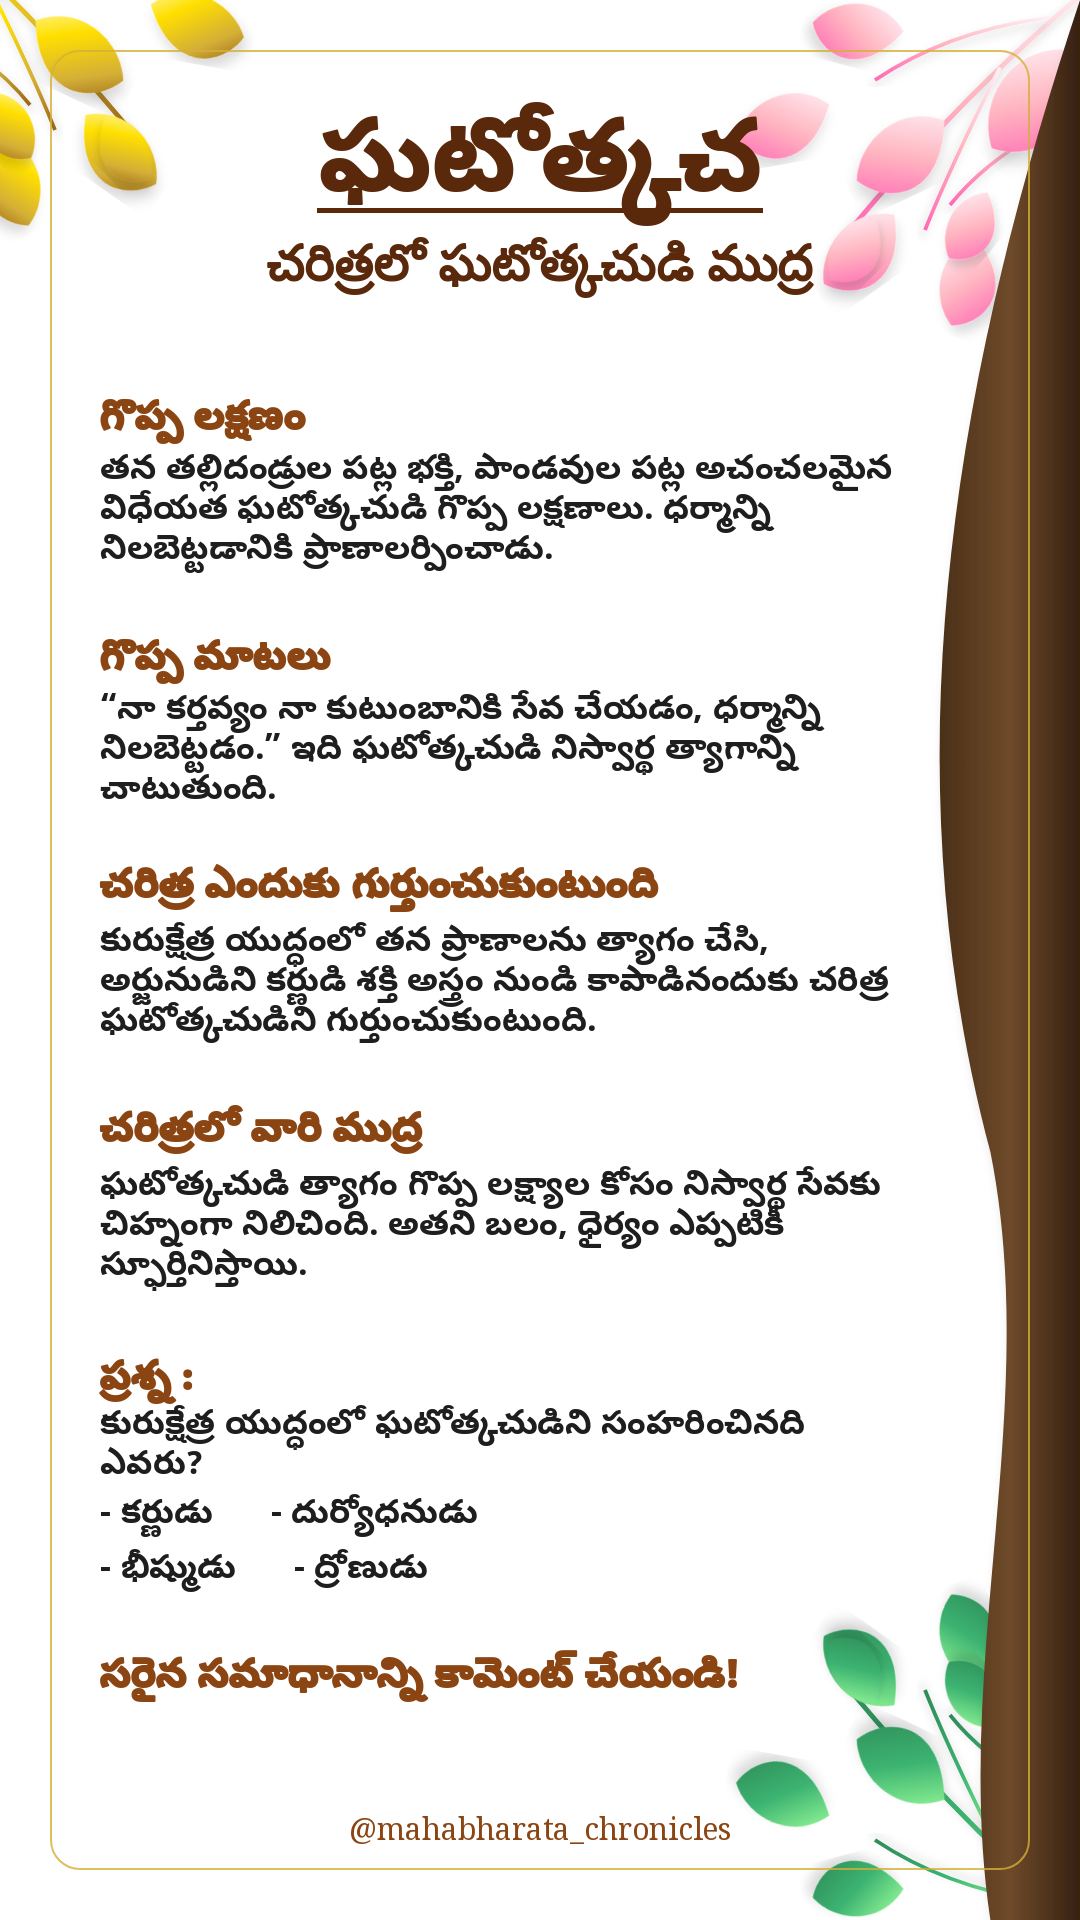 ఘటోత్కచ
చరిత్రలో ఘటోత్కచుడి ముద్ర
గొప్ప లక్షణం
తన తల్లిదండ్రుల పట్ల భక్తి, పాండవుల పట్ల అచంచలమైన
విధేయత ఘటోత్కచుడి గొప్ప లక్షణాలు. ధర్మాన్ని
నిలబెట్టడానికి ప్రాణాలర్పించాడు.
గొప్ప మాటలు
“నా కర్తవ్యం నా కుటుంబానికి సేవ చేయడం, ధర్మాన్ని
నిలబెట్టడం.” ఇది ఘటోత్కచుడి నిస్వార్థ త్యాగాన్ని
చాటుతుంది.
చరిత్ర ఎందుకు గుర్తుంచుకుంటుంది
కురుక్షేత్ర యుద్ధంలో తన ప్రాణాలను త్యాగం చేసి,
అర్జునుడిని కర్ణుడి శక్తి అస్త్రం నుండి కాపాడినందుకు చరిత్ర
ఘటోత్కచుడిని గుర్తుంచుకుంటుంది.
చరిత్రలో వారి ముద్ర
ఘటోత్కచుడి త్యాగం గొప్ప లక్ష్యాల కోసం నిస్వార్థ సేవకు
చిహ్నంగా నిలిచింది. అతని బలం, ధైర్యం ఎప్పటికీ
స్ఫూర్తినిస్తాయి.
ప్రశ్న :
కురుక్షేత్ర యుద్ధంలో ఘటోత్కచుడిని సంహరించినది
ఎవరు?
- కర్ణుడు - దుర్యోధనుడు
- భీష్ముడు - ద్రోణుడు
సరైన సమాధానాన్ని కామెంట్ చేయండి!
@mahabharata_chronicles